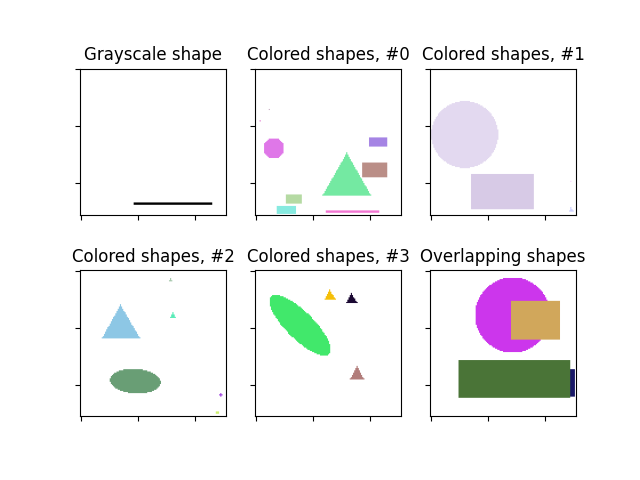 Grayscale shape
Colored shapes, #0
Colored shapes, #1
Colored shapes, #2
Colored shapes, #3
Overlapping shapes